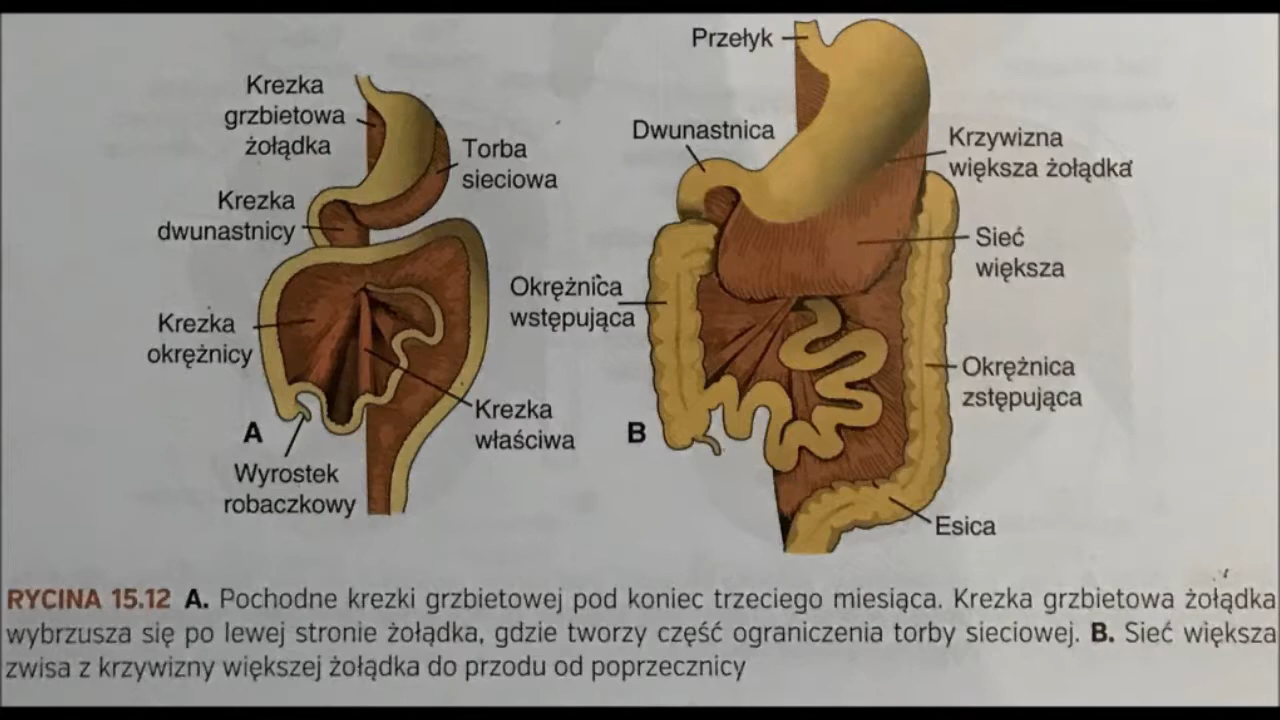 Krezka
grzbietowa
żołądka
Torba
sieciowa
Krezka
dwunastnicy
Krezka
okrężnicy
Krezka
właściwa
A
Wyrostek
robaczkowy
Przełyk
Dwunastnica
Krzywizna
większa żołądka
Sieć
większa
Okrężnica
wstępująca
Okrężnica
zstępująca
B
Esica
RYCINA 15.12 A. Pochodne krezki grzbietowej pod koniec trzeciego miesiąca. Krezka grzbietowa żołądka
wybrzusza się po lewej stronie żołądka, gdzie tworzy część ograniczenia torby sieciowej. B. Sieć większa
zwisa z krzywizny większej żołądka do przodu od poprzecznicy